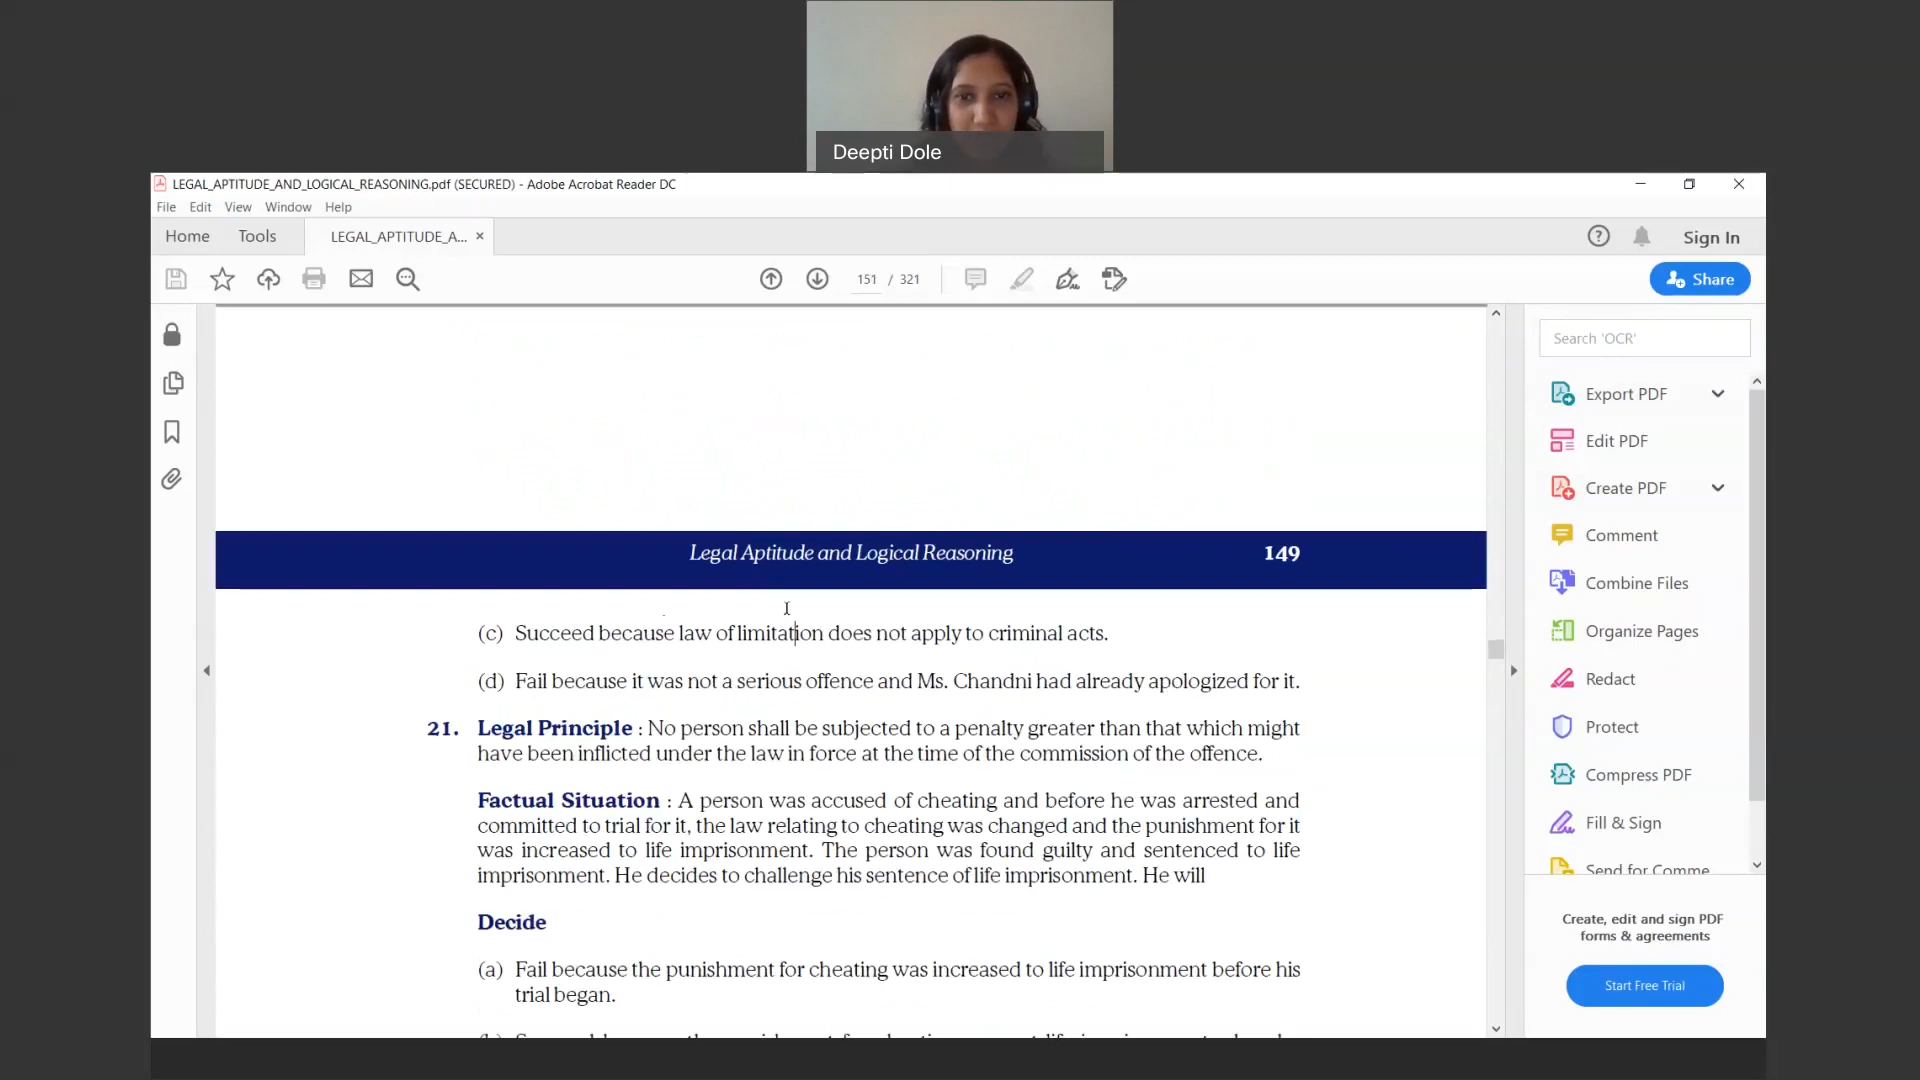 Deepti Dole
LEGAL_APTITUDE_AND_LOGICAL_REASONING.pdf (SECURED) - Adobe Acrobat Reader DC
File Edit View Window Help
Home Tools LEGAL_APTITUDE_A... × Sign In
151 / 321 Share
Search 'OCR'
Export PDF
Edit PDF
Create PDF
Comment
Combine Files
Organize Pages
Redact
Protect
Compress PDF
Fill & Sign
Send for Comme
Create, edit and sign PDF
forms & agreements
Start Free Trial
Legal Aptitude and Logical Reasoning 149
(c) Succeed because law of limitation does not apply to criminal acts.
(d) Fail because it was not a serious offence and Ms. Chandni had already apologized for it.
21. Legal Principle : No person shall be subjected to a penalty greater than that which might
have been inflicted under the law in force at the time of the commission of the offence.
Factual Situation : A person was accused of cheating and before he was arrested and
committed to trial for it, the law relating to cheating was changed and the punishment for it
was increased to life imprisonment. The person was found guilty and sentenced to life
imprisonment. He decides to challenge his sentence of life imprisonment. He will
Decide
(a) Fail because the punishment for cheating was increased to life imprisonment before his
trial began.